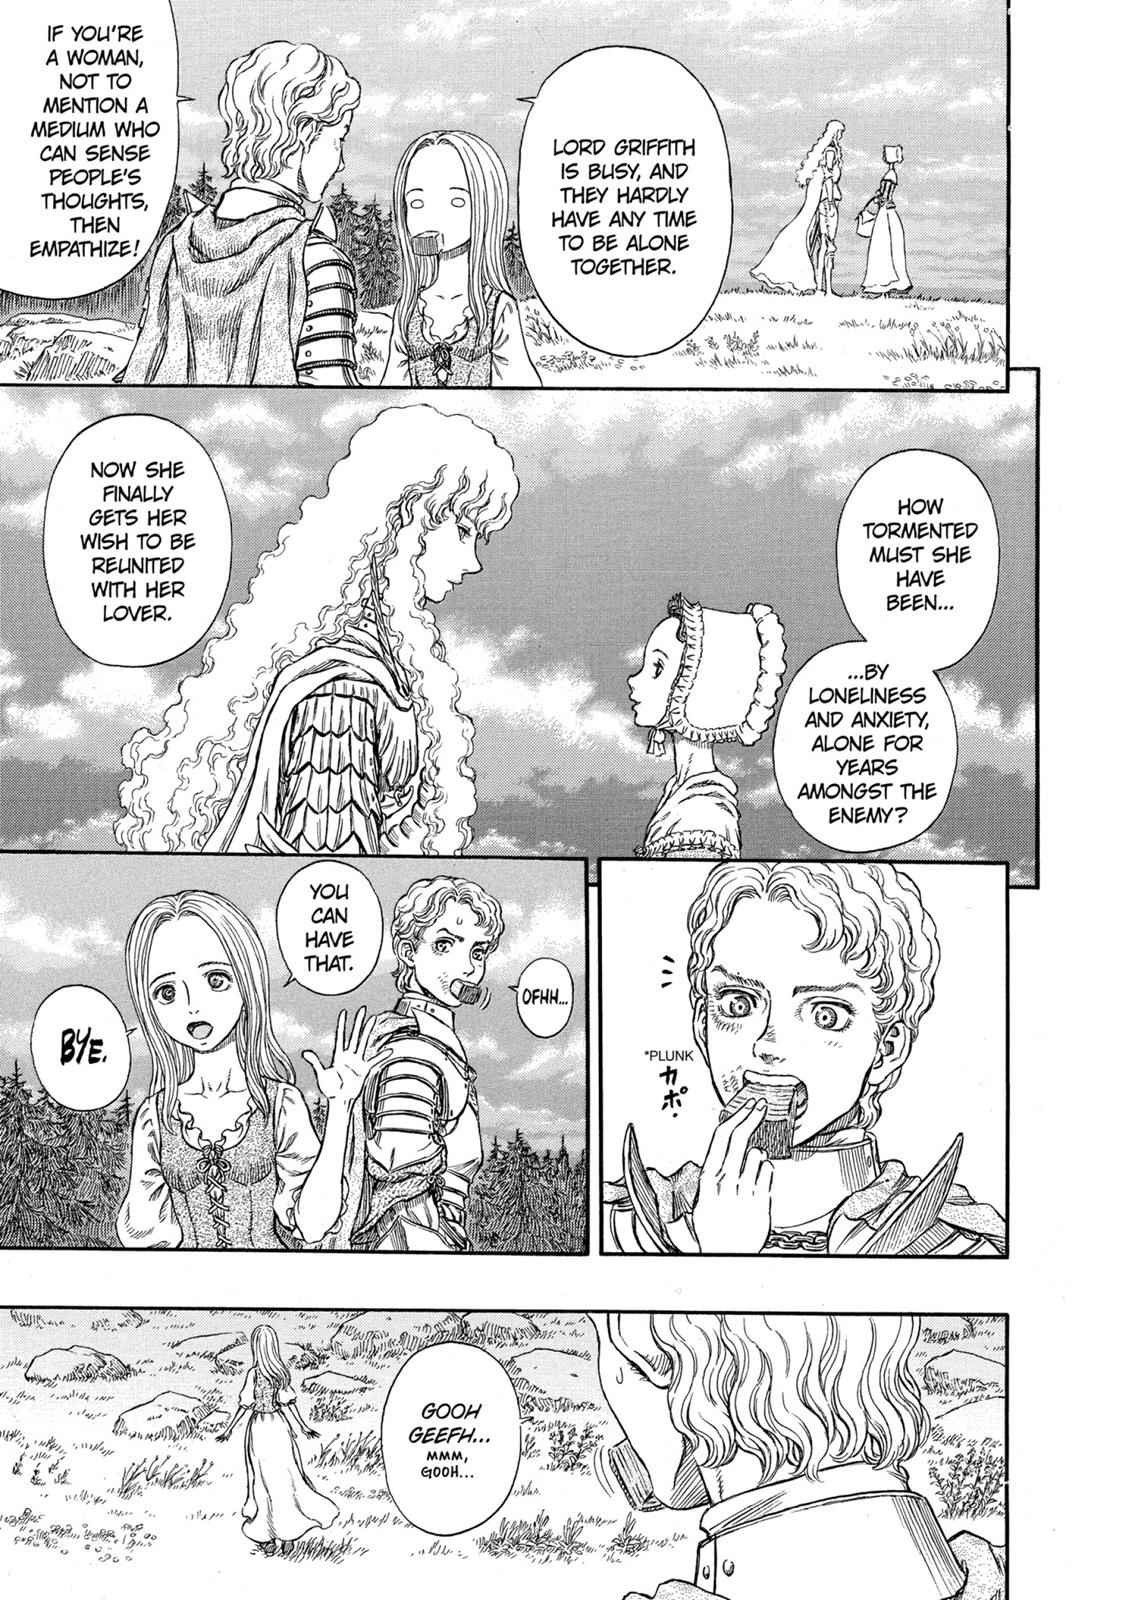 LORD GRIFFITH
IS BUSY, AND
THEY HARDLY
HAVE ANY TIME
TO BE ALONE
TOGETHER.
IF YOU'RE
A WOMAN,
NOT TO
MENTION A
MEDIUM WHO
CAN SENSE
PEOPLE'S
THOUGHTS,
THEN
EMPATHIZE!
HOW
TORMENTED
MUST SHE
HAVE
BEEN...
...BY
LONELINESS
AND ANXIETY,
ALONE FOR
YEARS
AMONGST THE
ENEMY?
NOW SHE
FINALLY
GETS HER
WISH TO BE
REUNITED
WITH HER
LOVER.
*PLUNK
カポ。
OFHH...
YOU
CAN
HAVE
THAT.
BYE.
GOOH
GEEFH...
MMM,
GOOH...